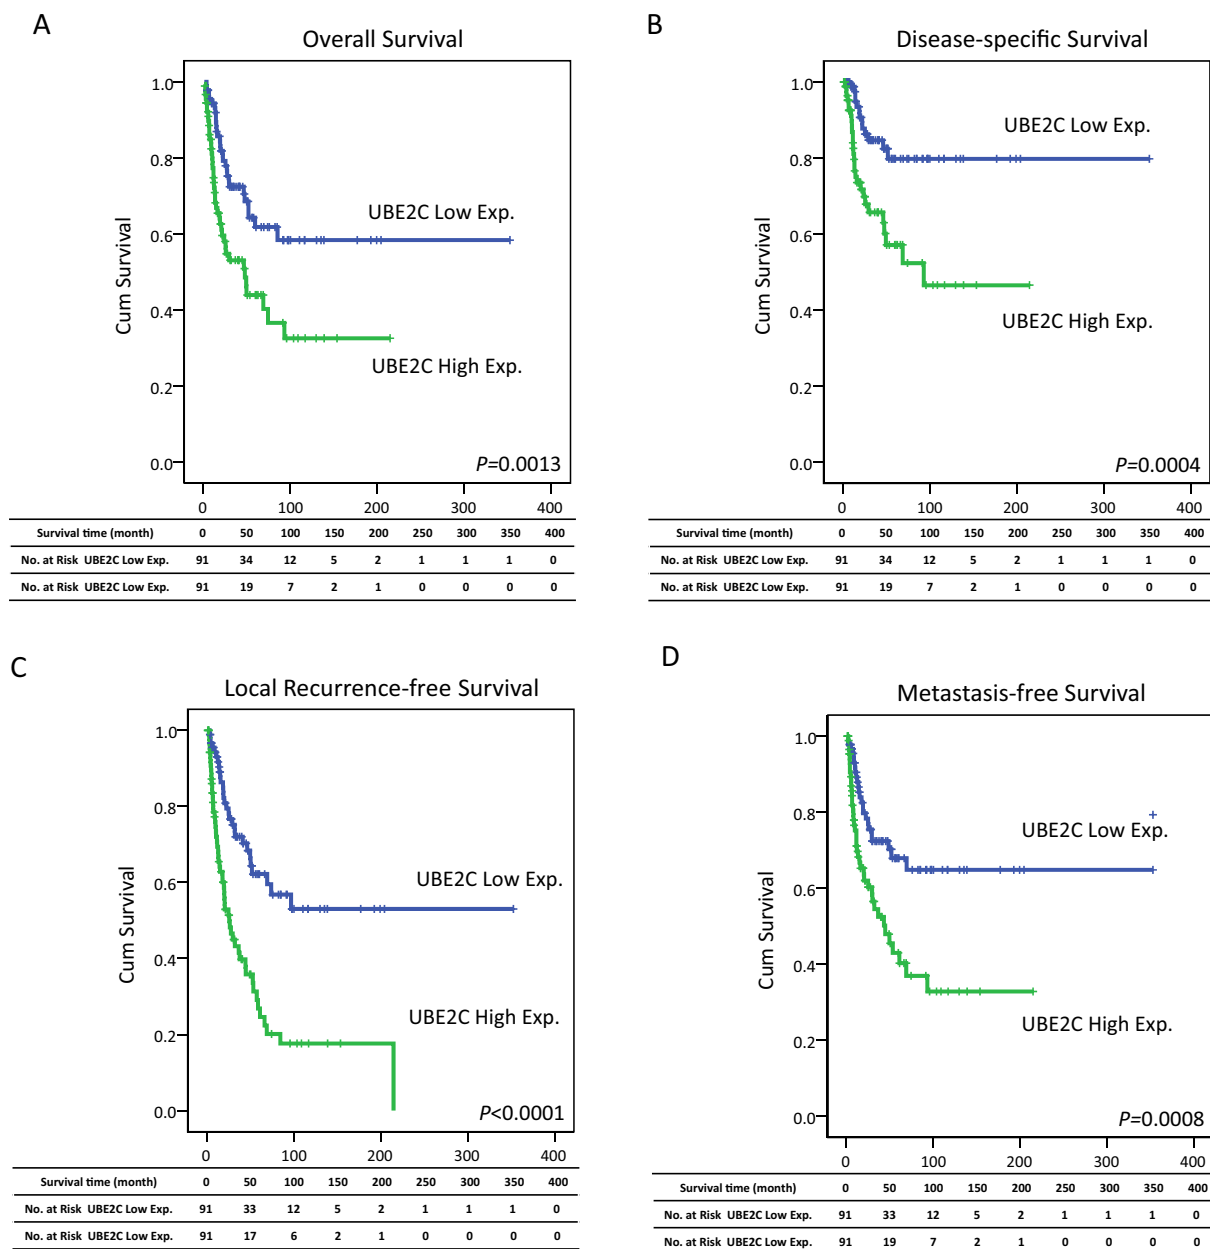 A
Overall Survival
Cum Survival
1.0
0.8
0.6
0.4
0.2
0.0
UBE2C Low Exp.
UBE2C High Exp.
P=0.0013
0 100 200 300 400
Survival time (month) 0 50 100 150 200 250 300 350 400
No. at Risk UBE2C Low Exp. 91 34 12 5 2 1 1 1 0
No. at Risk UBE2C Low Exp. 91 19 7 2 1 0 0 0 0
B
Disease-specific Survival
Cum Survival
1.0
0.8
0.6
0.4
0.2
0.0
UBE2C Low Exp.
UBE2C High Exp.
P=0.0004
0 100 200 300 400
Survival time (month) 0 50 100 150 200 250 300 350 400
No. at Risk UBE2C Low Exp. 91 34 12 5 2 1 1 1 0
No. at Risk UBE2C Low Exp. 91 19 7 2 1 0 0 0 0
C
Local Recurrence-free Survival
Cum Survival
1.0
0.8
0.6
0.4
0.2
0.0
UBE2C Low Exp.
UBE2C High Exp.
P<0.0001
0 100 200 300 400
Survival time (month) 0 50 100 150 200 250 300 350 400
No. at Risk UBE2C Low Exp. 91 33 12 5 2 1 1 1 0
No. at Risk UBE2C Low Exp. 91 17 6 2 1 0 0 0 0
D
Metastasis-free Survival
Cum Survival
1.0
0.8
0.6
0.4
0.2
0.0
UBE2C Low Exp.
UBE2C High Exp.
P=0.0008
0 100 200 300 400
Survival time (month) 0 50 100 150 200 250 300 350 400
No. at Risk UBE2C Low Exp. 91 33 12 5 2 1 1 1 0
No. at Risk UBE2C Low Exp. 91 19 7 2 1 0 0 0 0